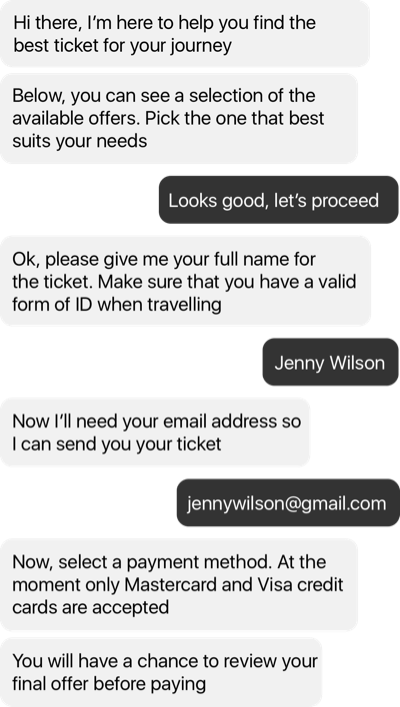 Hi there, I'm here to help you find the
best ticket for your journey
Below, you can see a selection of the
available offers. Pick the one that best
suits your needs
Looks good, let's proceed
Ok, please give me your full name for
the ticket. Make sure that you have a valid
form of ID when travelling
Jenny Wilson
Now I'll need your email address so
I can send you your ticket
jennywilson@gmail.com
Now, select a payment method. At the
moment only Mastercard and Visa credit
cards are accepted
You will have a chance to review your
final offer before paying